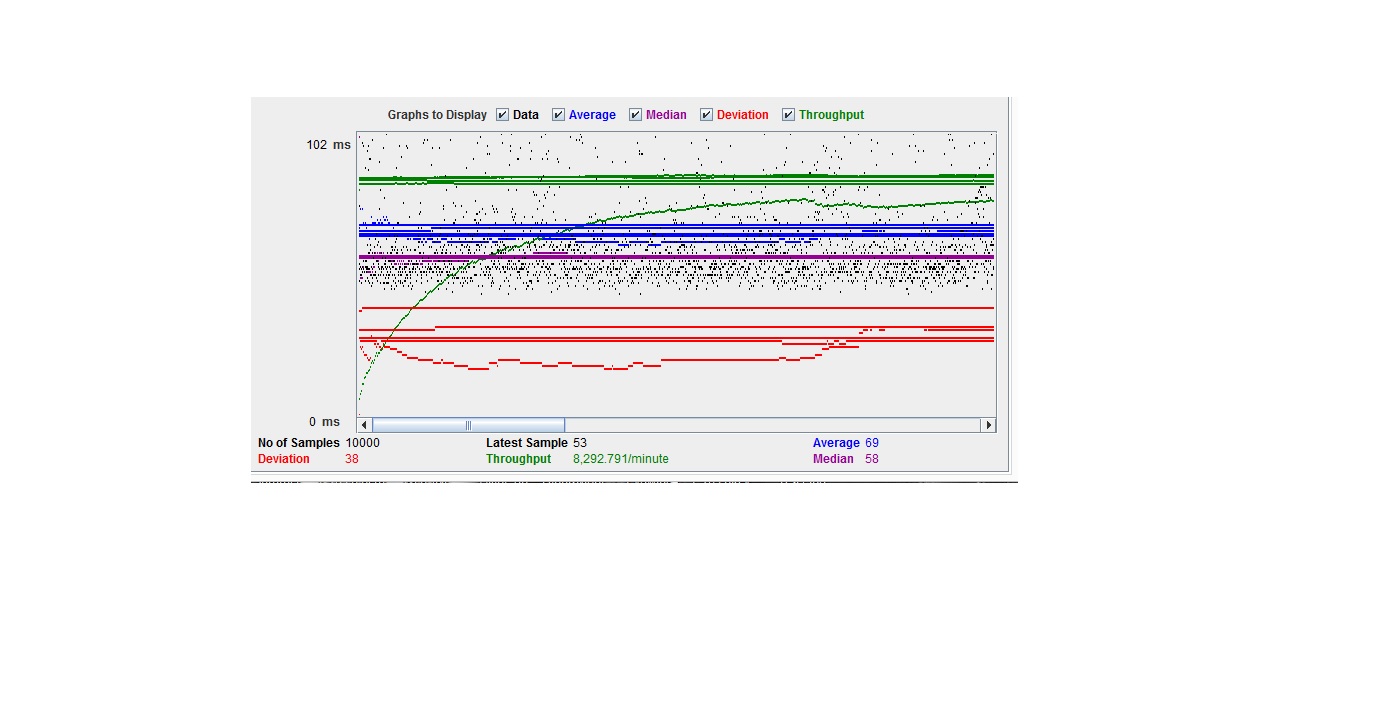 Graphs to Display Data Average Median Deviation Throughput
102 ms
0 ms
No of Samples 10000 Latest Sample 53 Average 69
Deviation 38 Throughput 8,292.791/minute Median 58